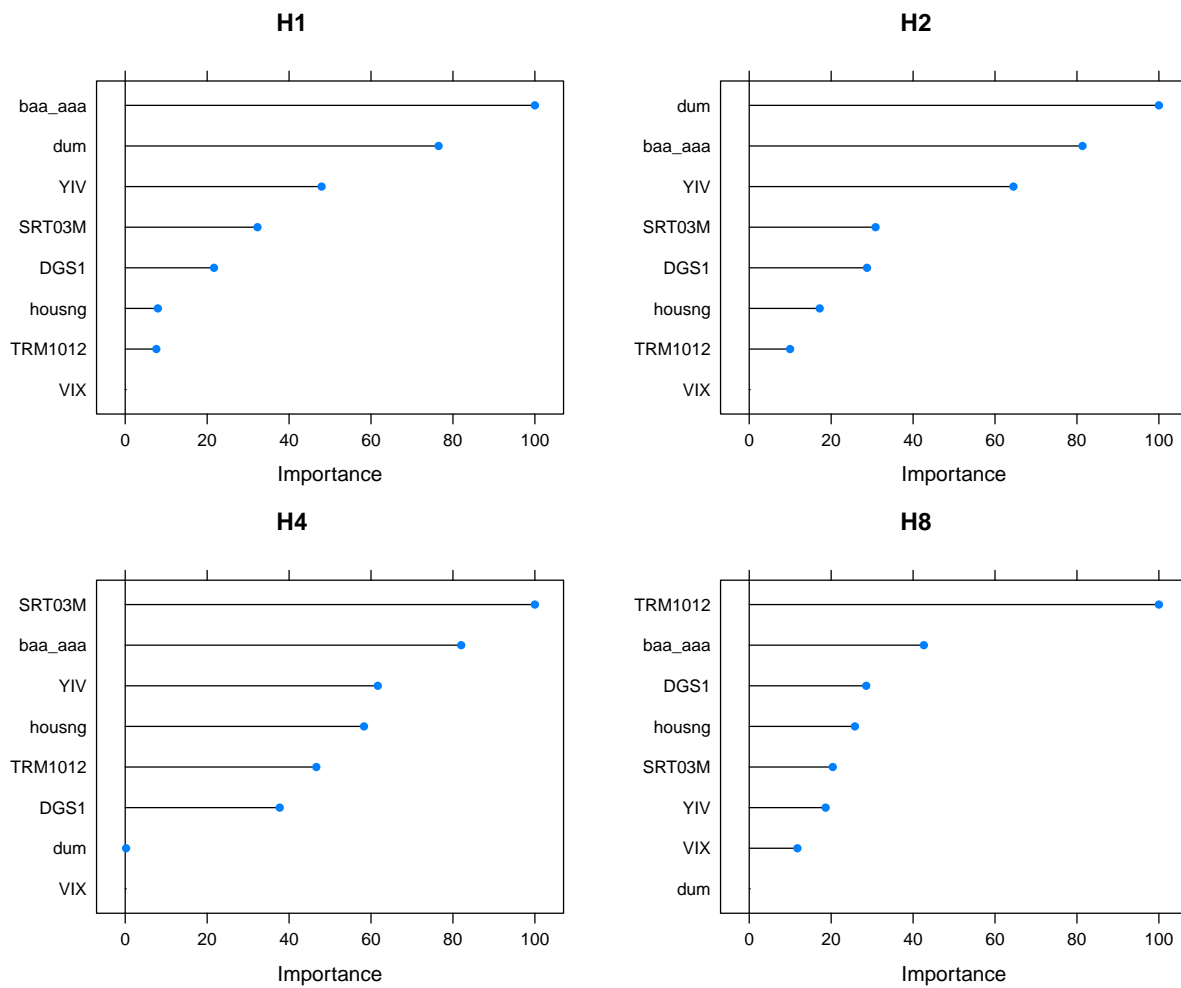 H1
baa_aaa
dum
YIV
SRT03M
DGS1
housng
TRM1012
VIX
0 20 40 60 80 100
Importance
H2
dum
baa_aaa
YIV
SRT03M
DGS1
housng
TRM1012
VIX
0 20 40 60 80 100
Importance
H4
SRT03M
baa_aaa
YIV
housng
TRM1012
DGS1
dum
VIX
0 20 40 60 80 100
Importance
H8
TRM1012
baa_aaa
DGS1
housng
SRT03M
YIV
VIX
dum
0 20 40 60 80 100
Importance